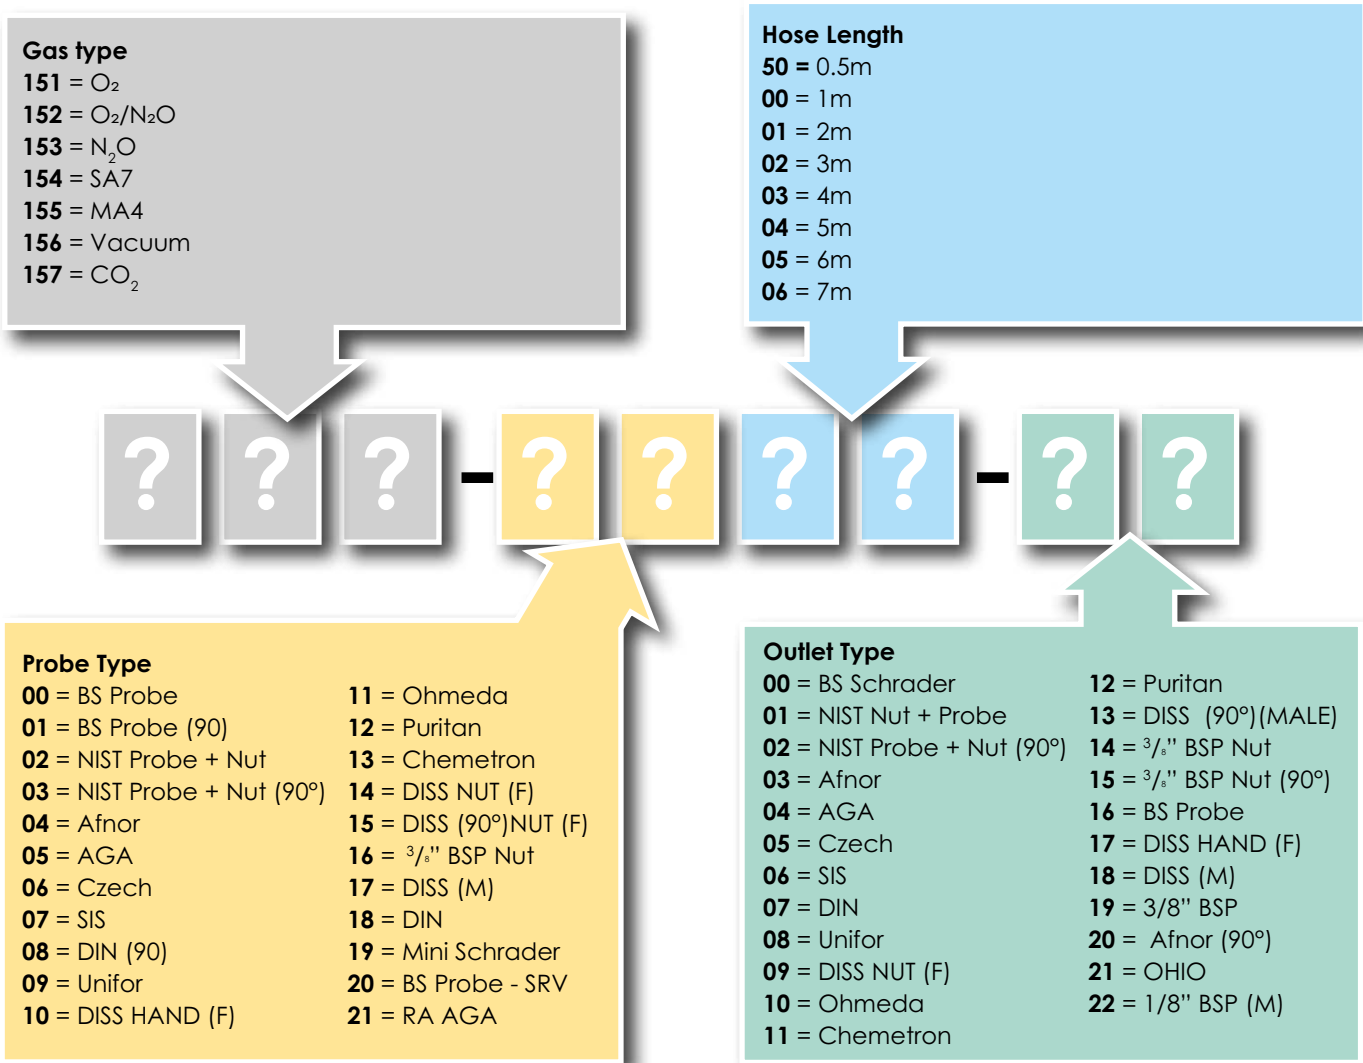 Gas type
151 = O₂
152 = O₂/N₂O
153 = N₂O
154 = SA7
155 = MA4
156 = Vacuum
157 = CO₂
Hose Length
50 = 0.5m
00 = 1m
01 = 2m
02 = 3m
03 = 4m
04 = 5m
05 = 6m
06 = 7m
? ? ? - ? ? ? ? - ? ?
Probe Type
00 = BS Probe
01 = BS Probe (90)
02 = NIST Probe + Nut
03 = NIST Probe + Nut (90º)
04 = Afnor
05 = AGA
06 = Czech
07 = SIS
08 = DIN (90)
09 = Unifor
10 = DISS HAND (F)
11 = Ohmeda
12 = Puritan
13 = Chemetron
14 = DISS NUT (F)
15 = DISS (90º)NUT (F)
16 = ³/₈” BSP Nut
17 = DISS (M)
18 = DIN
19 = Mini Schrader
20 = BS Probe - SRV
21 = RA AGA
Outlet Type
00 = BS Schrader
01 = NIST Nut + Probe
02 = NIST Probe + Nut (90º)
03 = Afnor
04 = AGA
05 = Czech
06 = SIS
07 = DIN
08 = Unifor
09 = DISS NUT (F)
10 = Ohmeda
11 = Chemetron
12 = Puritan
13 = DISS (90º)(MALE)
14 = ³/₈” BSP Nut
15 = ³/₈” BSP Nut (90º)
16 = BS Probe
17 = DISS HAND (F)
18 = DISS (M)
19 = 3/8” BSP
20 = Afnor (90º)
21 = OHIO
22 = 1/8” BSP (M)